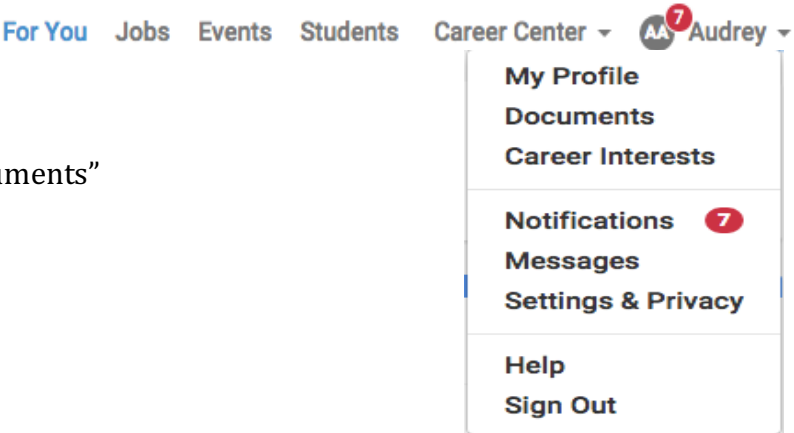 For You Jobs Events Students Career Center AA 7 Audrey
My Profile
Documents
Career Interests
uments”
Notifications 7
Messages
Settings & Privacy
Help
Sign Out